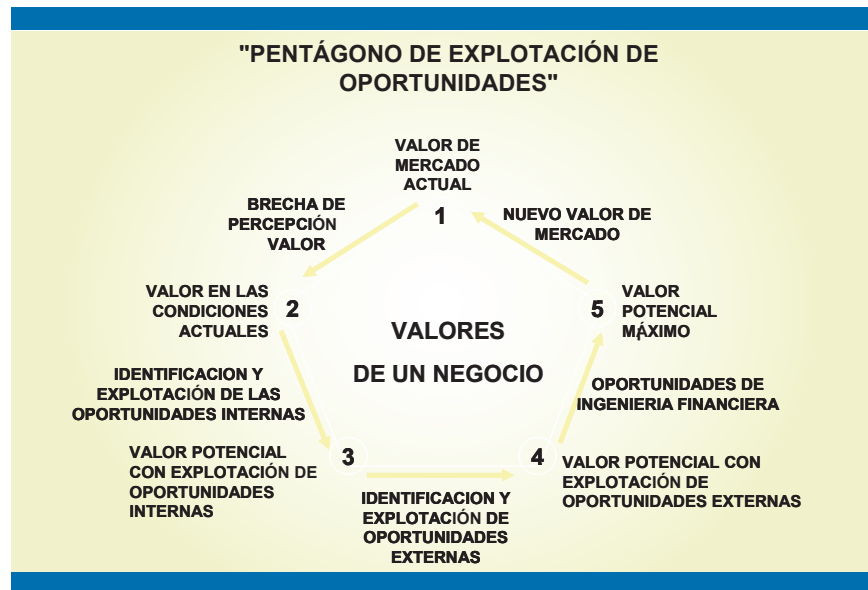 "PENTÁGONO DE EXPLOTACIÓN DE
OPORTUNIDADES"
VALOR DE
MERCADO
ACTUAL
1
BRECHA DE
PERCEPCIÓN
VALOR
NUEVO VALOR DE
MERCADO
VALOR EN LAS
CONDICIONES
ACTUALES
2
VALORES
DE UN NEGOCIO
5
VALOR
POTENCIAL
MÁXIMO
IDENTIFICACION Y
EXPLOTACIÓN DE LAS
OPORTUNIDADES INTERNAS
OPORTUNIDADES DE
INGENIERIA FINANCIERA
VALOR POTENCIAL
CON EXPLOTACIÓN DE
OPORTUNIDADES
INTERNAS
3
4
VALOR POTENCIAL CON
EXPLOTACIÓN DE
OPORTUNIDADES EXTERNAS
IDENTIFICACION Y
EXPLOTACIÓN DE
OPORTUNIDADES
EXTERNAS